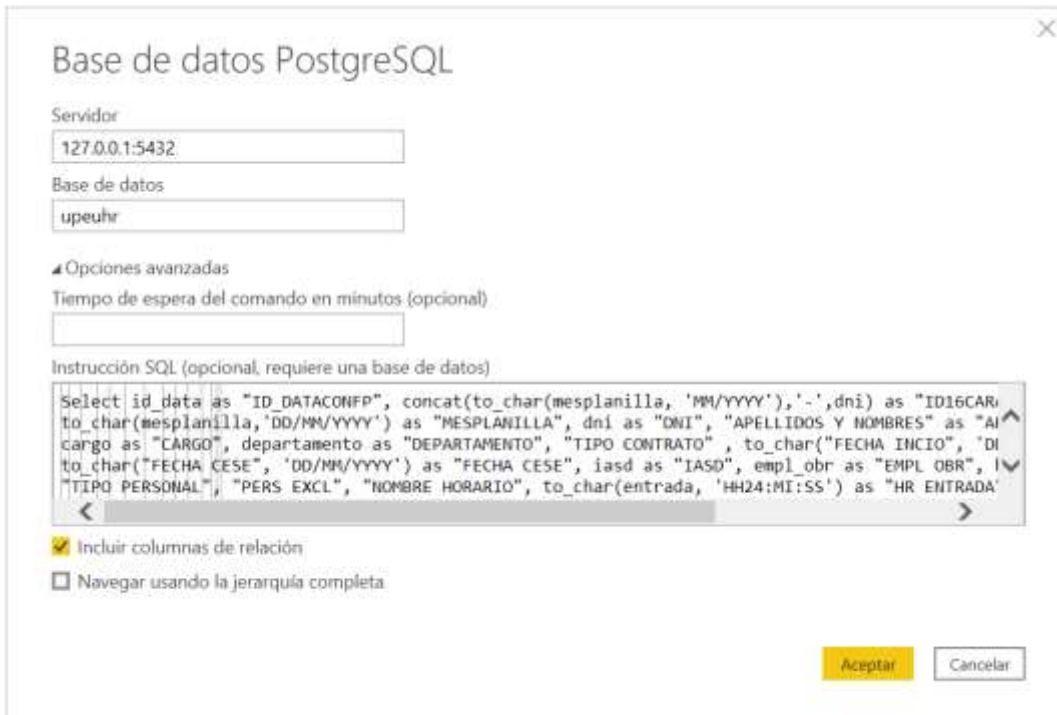 Base de datos PostgreSQL
Servidor
127.0.0.1:5432
Base de datos
upeuhr
Opciones avanzadas
Tiempo de espera del comando en minutos (opcional)
Instrucción SQL (opcional, requiere una base de datos)
Select id_data as "ID_DATACONFP", concat(to_char(mesplanilla, 'MM/YYYY'),'-',dni) as "ID16CAR
to_char(mesplanilla,'DD/MM/YYYY') as "MESPLANILLA", dni as "DNI", "APELLIDOS Y NOMBRES" as
cargo as "CARGO", departamento as "DEPARTAMENTO", "TIPO CONTRATO" , to_char("FECHA INCIO",
to_char("FECHA CESE", 'DD/MM/YYYY') as "FECHA CESE", iasd as "IASD", empl_obr as "EMPL OBR",
"TIPO PERSONAL", "PERS EXCL", "NOMBRE HORARIO", to_char(entrada, 'HH24:MI:SS') as "HR ENTRADA
Incluir columnas de relación
Navegar usando la jerarquía completa
Aceptar Cancelar